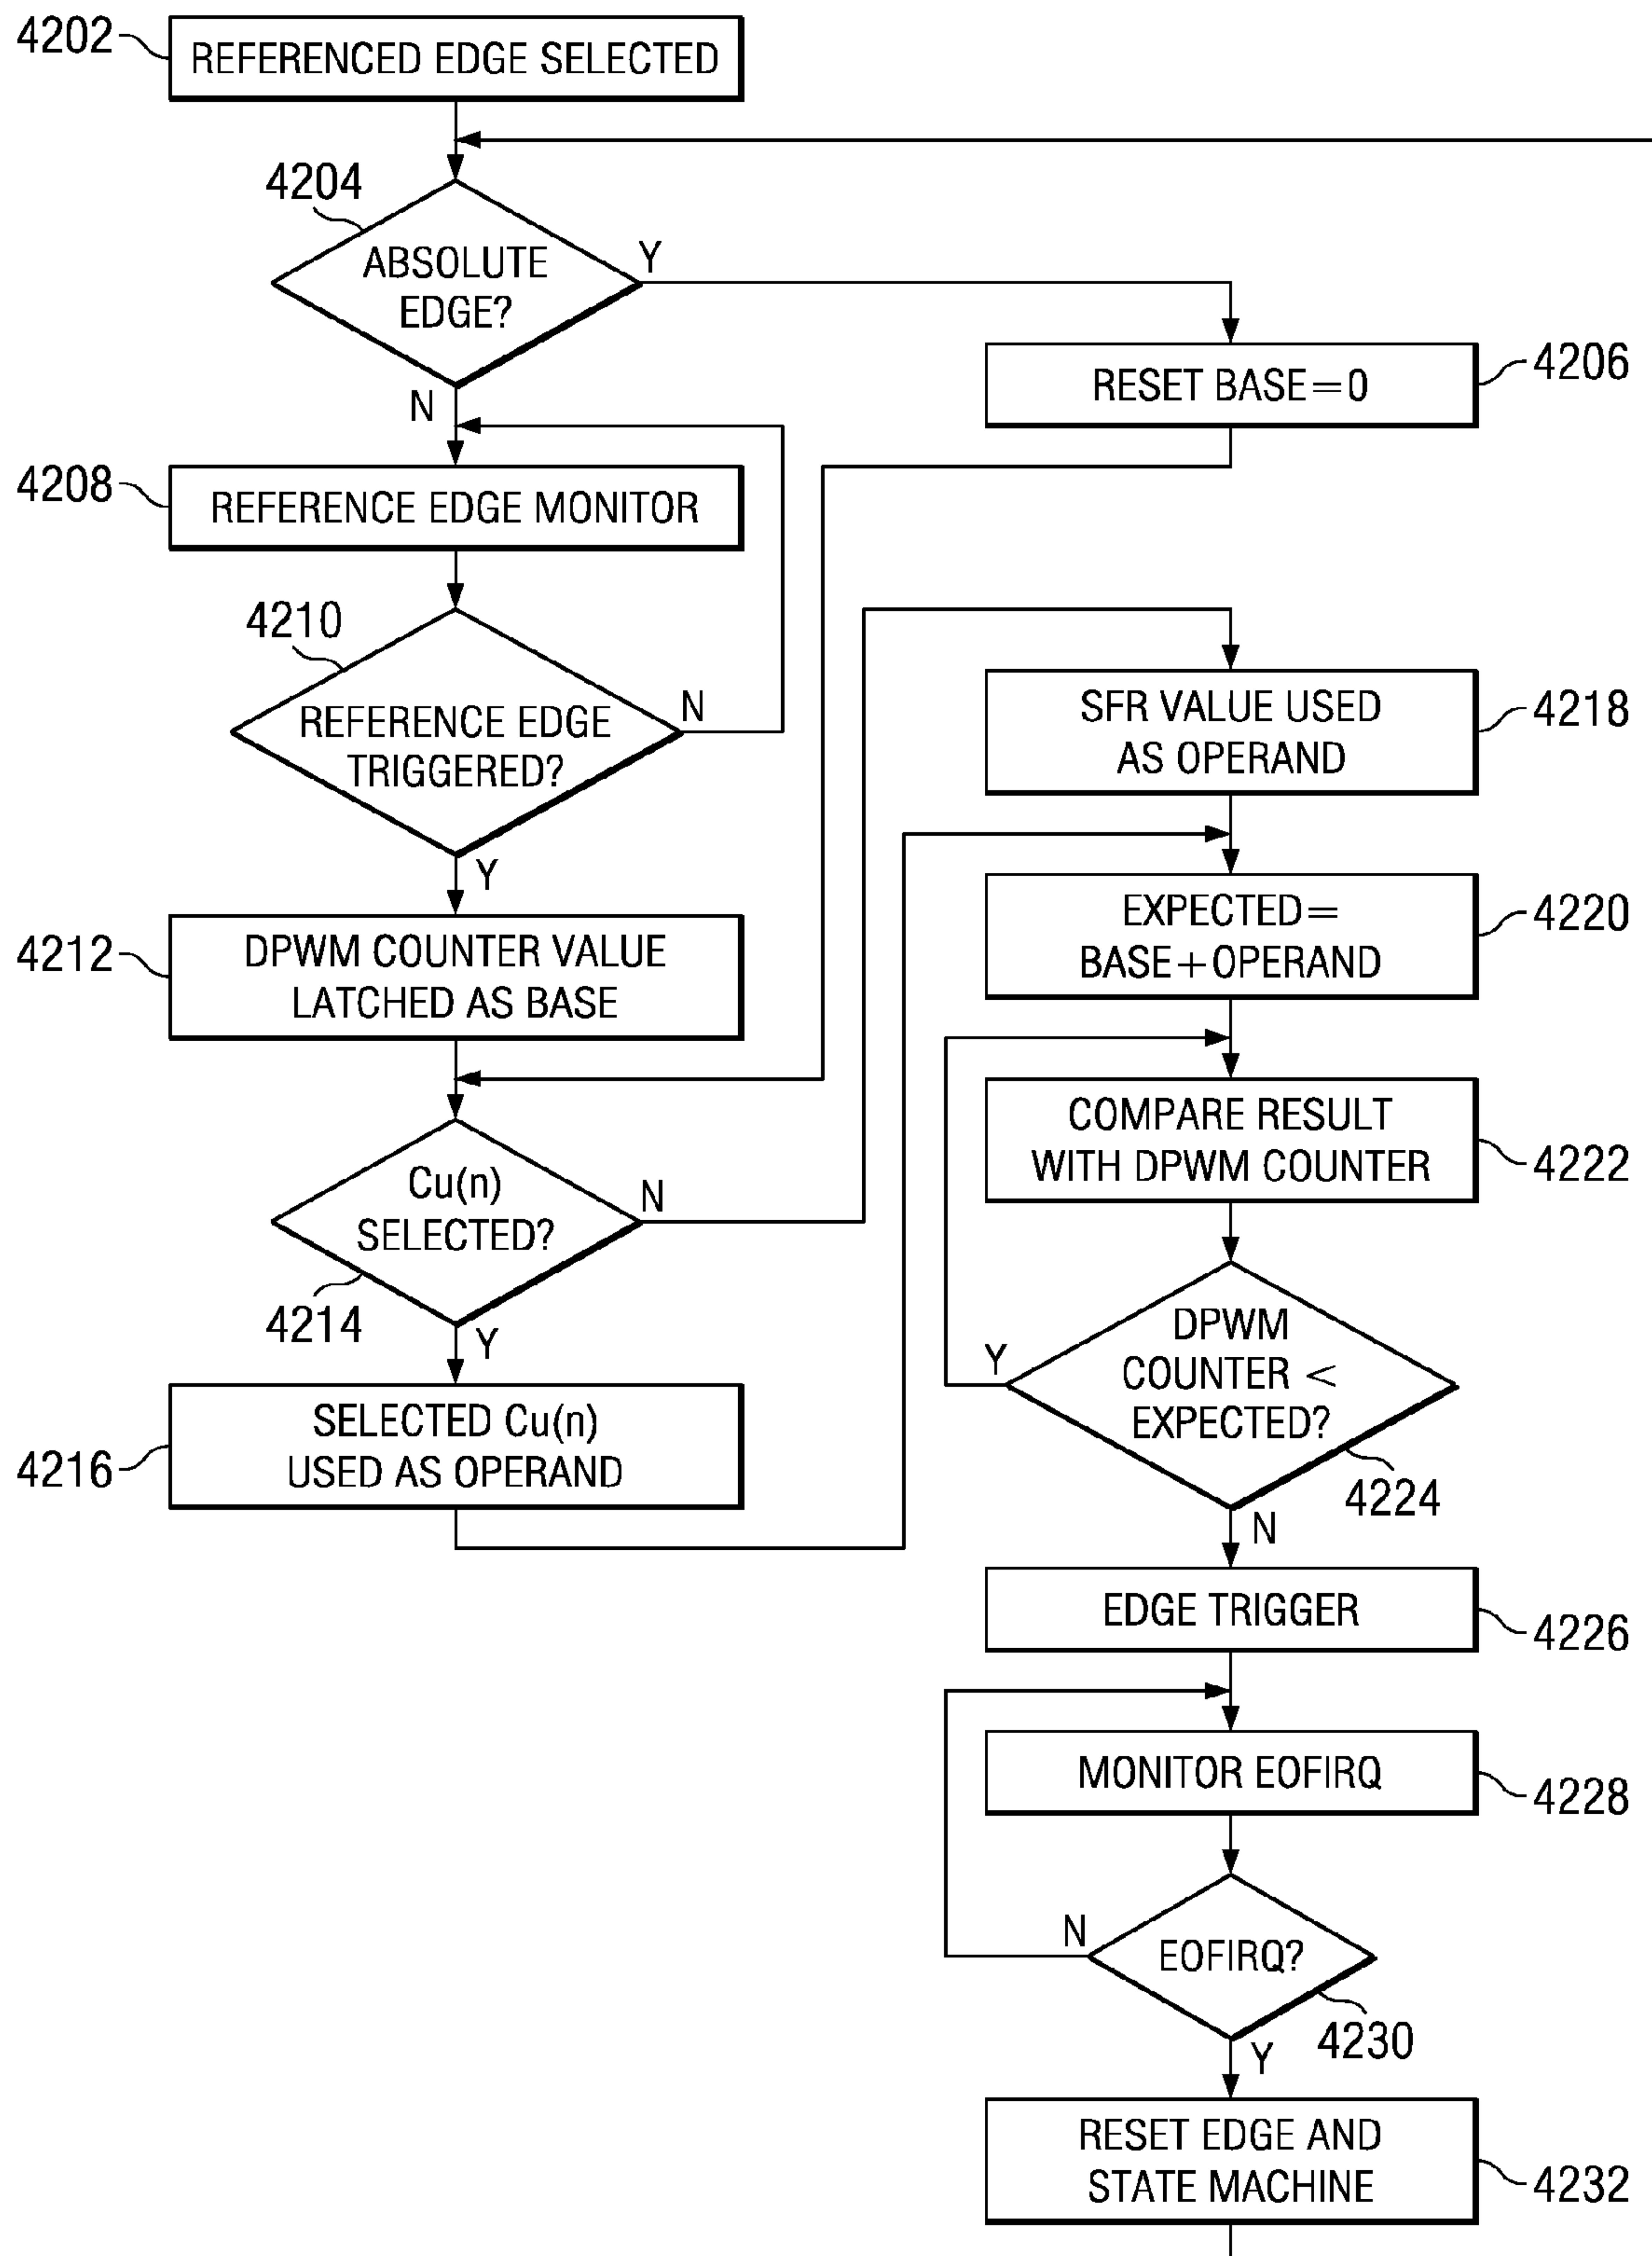 4202
REFERENCED EDGE SELECTED
4204
ABSOLUTE
EDGE?
Y
N
RESET BASE=0
4206
4208
REFERENCE EDGE MONITOR
4210
REFERENCE EDGE
TRIGGERED?
N
Y
4212
DPWM COUNTER VALUE
LATCHED AS BASE
Cu(n)
SELECTED?
N
4214
Y
4216
SELECTED Cu(n)
USED AS OPERAND
SFR VALUE USED
AS OPERAND
4218
EXPECTED=
BASE+OPERAND
4220
COMPARE RESULT
WITH DPWM COUNTER
4222
DPWM
COUNTER <
EXPECTED?
Y
4224
N
EDGE TRIGGER
4226
MONITOR EOFIRQ
4228
N
EOFIRQ?
4230
Y
RESET EDGE AND
STATE MACHINE
4232